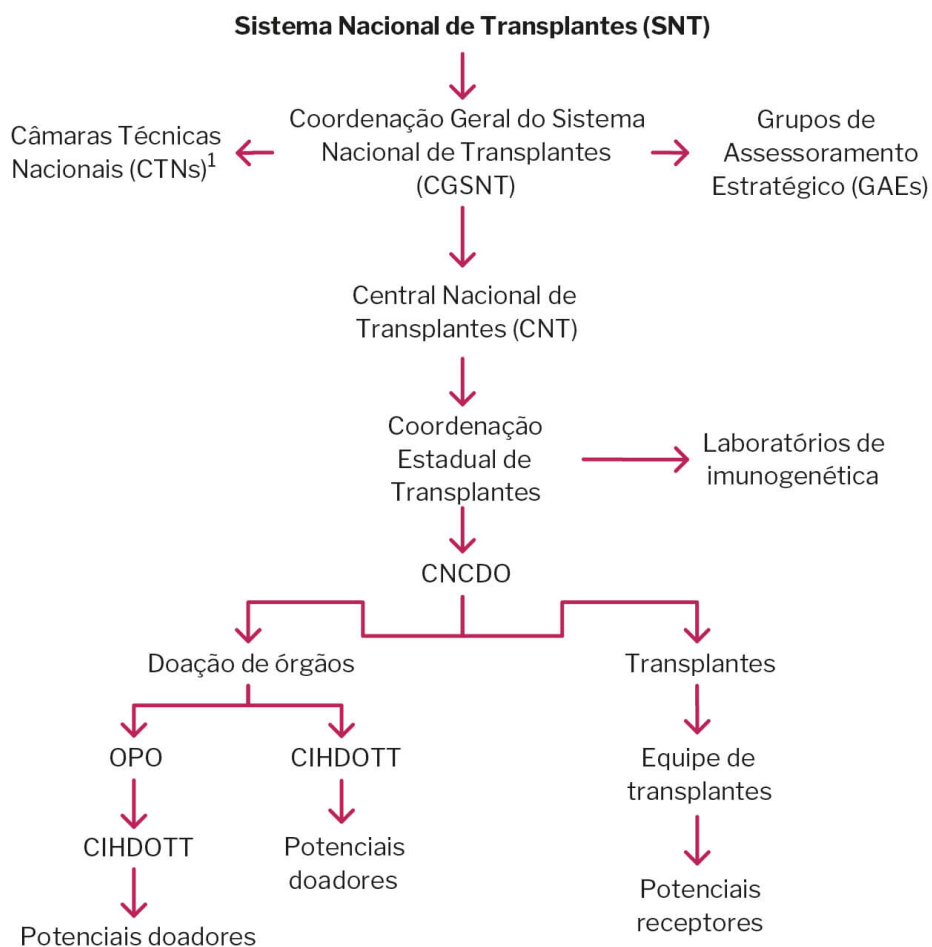 Sistema Nacional de Transplantes (SNT)
Câmaras Técnicas
Nacionais (CTNs)¹
Coordenação Geral do Sistema
Nacional de Transplantes
(CGSNT)
Grupos de
Assessoramento
Estratégico (GAEs)
Central Nacional de
Transplantes (CNT)
Coordenação
Estadual de
Transplantes
Laboratórios de
imunogenética
CNCDO
Doação de órgãos
Transplantes
OPO
CIHDOTT
Equipe de
transplantes
CIHDOTT
Potenciais
doadores
Potenciais doadores
Potenciais
receptores